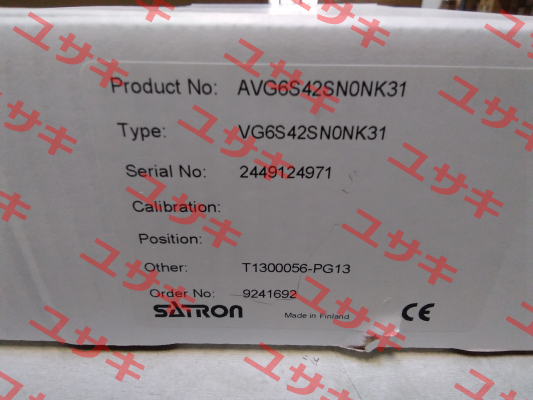 Product No: AVG6S42SN0NK31
Type: VG6S42SN0NK31
Serial No: 2449124971
Calibration:
Position:
Other: T1300056-PG13
Order No: 9241692
SATRON Made in Finland CE
ユサキ
ユサキ
ユサキ
ユサキ
ユサキ
ユサキ
ユサキ
ユサキ
ユサキ
ユサキ
ユサキ
ユサキ